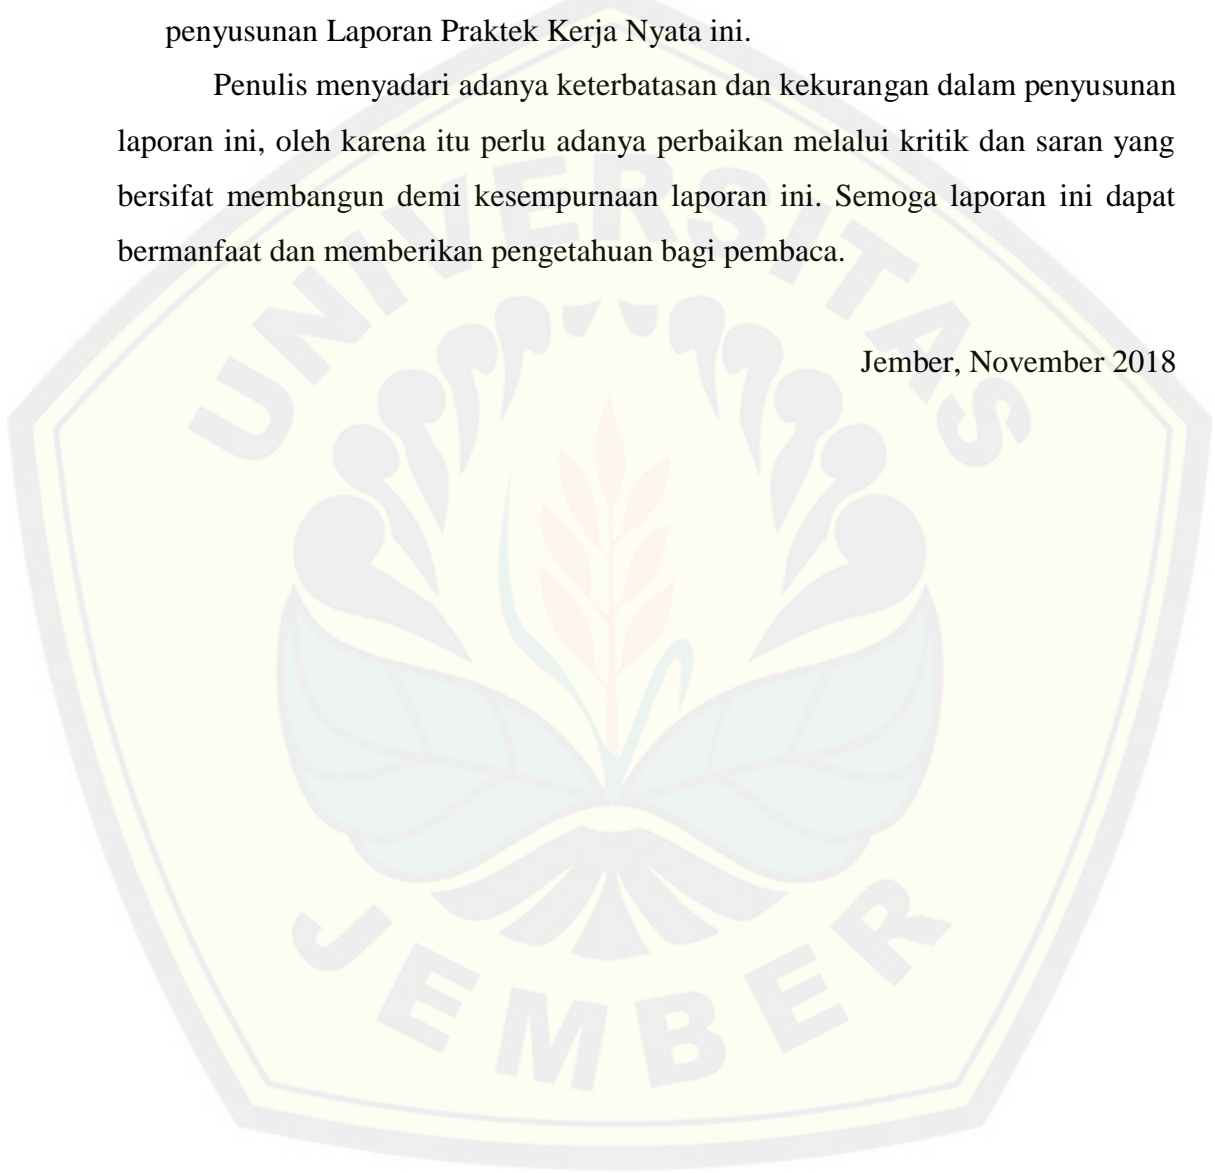 penyusunan Laporan Praktek Kerja Nyata ini.
Penulis menyadari adanya keterbatasan dan kekurangan dalam penyusunan
laporan ini, oleh karena itu perlu adanya perbaikan melalui kritik dan saran yang
bersifat membangun demi kesempurnaan laporan ini. Semoga laporan ini dapat
bermanfaat dan memberikan pengetahuan bagi pembaca.
Jember, November 2018
UNIVERSITAS
JEMBER